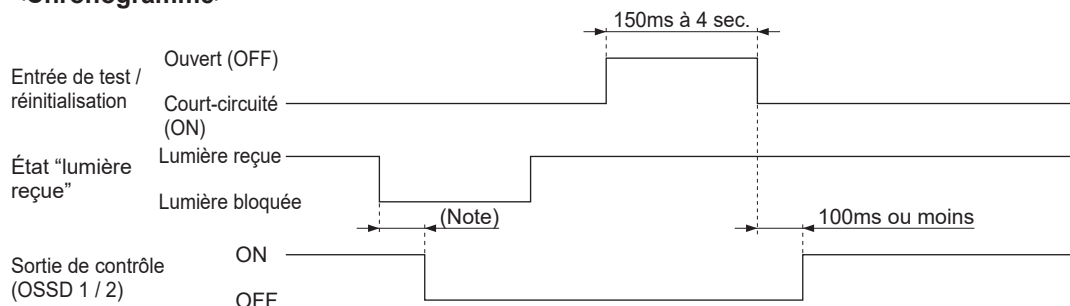 <Chronogramme>
150ms à 4 sec.
Entrée de test /
réinitialisation
Ouvert (OFF)
Court-circuité
(ON)
État “lumière
reçue”
Lumière reçue
Lumière bloquée
(Note)
100ms ou moins
Sortie de contrôle
(OSSD 1 / 2)
ON
OFF